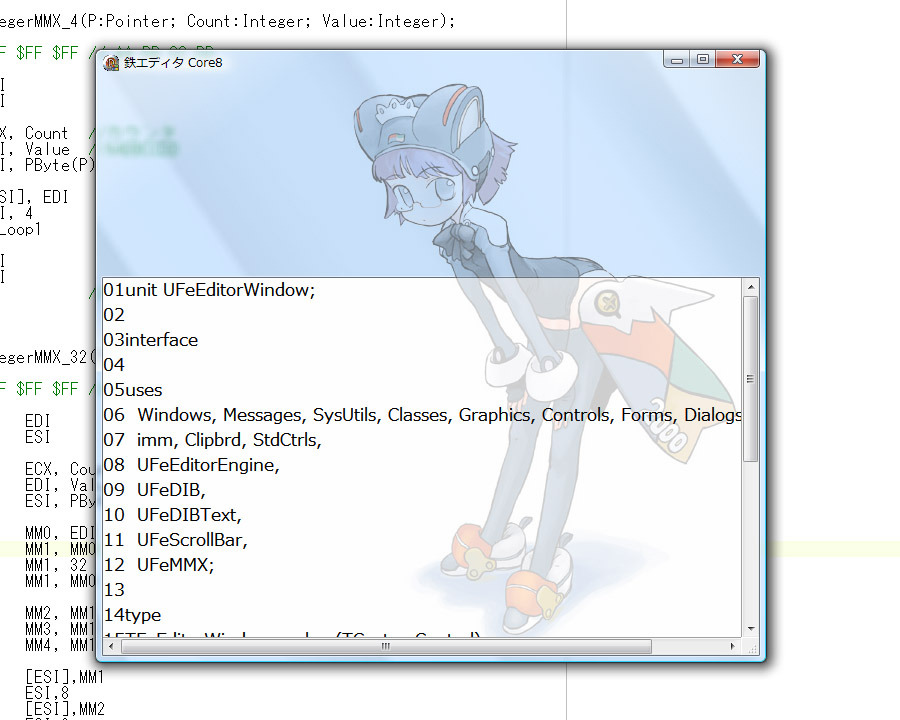 egerMMX_4(P:Pointer; Count:Integer; Value:Integer);
F $FF $FF /
鉄エディタ Core8
I
I
X, Count /
I, Value /
I, PByte(P)
SI], EDI
I, 4
Loop1
I
I
/
01unit UFeEditorWindow;
02
03interface
04
05uses
06 Windows, Messages, SysUtils, Classes, Graphics, Controls, Forms, Dialogs
07 imm, Clipbrd, StdCtrls,
08 UFeEditorEngine,
09 UFeDIB,
10 UFeDIBText,
11 UFeScrollBar,
12 UFeMMX;
13
14type
2000
egerMMX_32(
F $FF $FF /
EDI
ESI
ECX, Cou
EDI, Val
ESI, PBy
MM0, EDI
MM1, MM0
MM1, 32
MM1, MM0
MM2, MM1
MM3, MM1
MM4, MM1
[ESI],MM1
ESI,8
[ESI],MM2